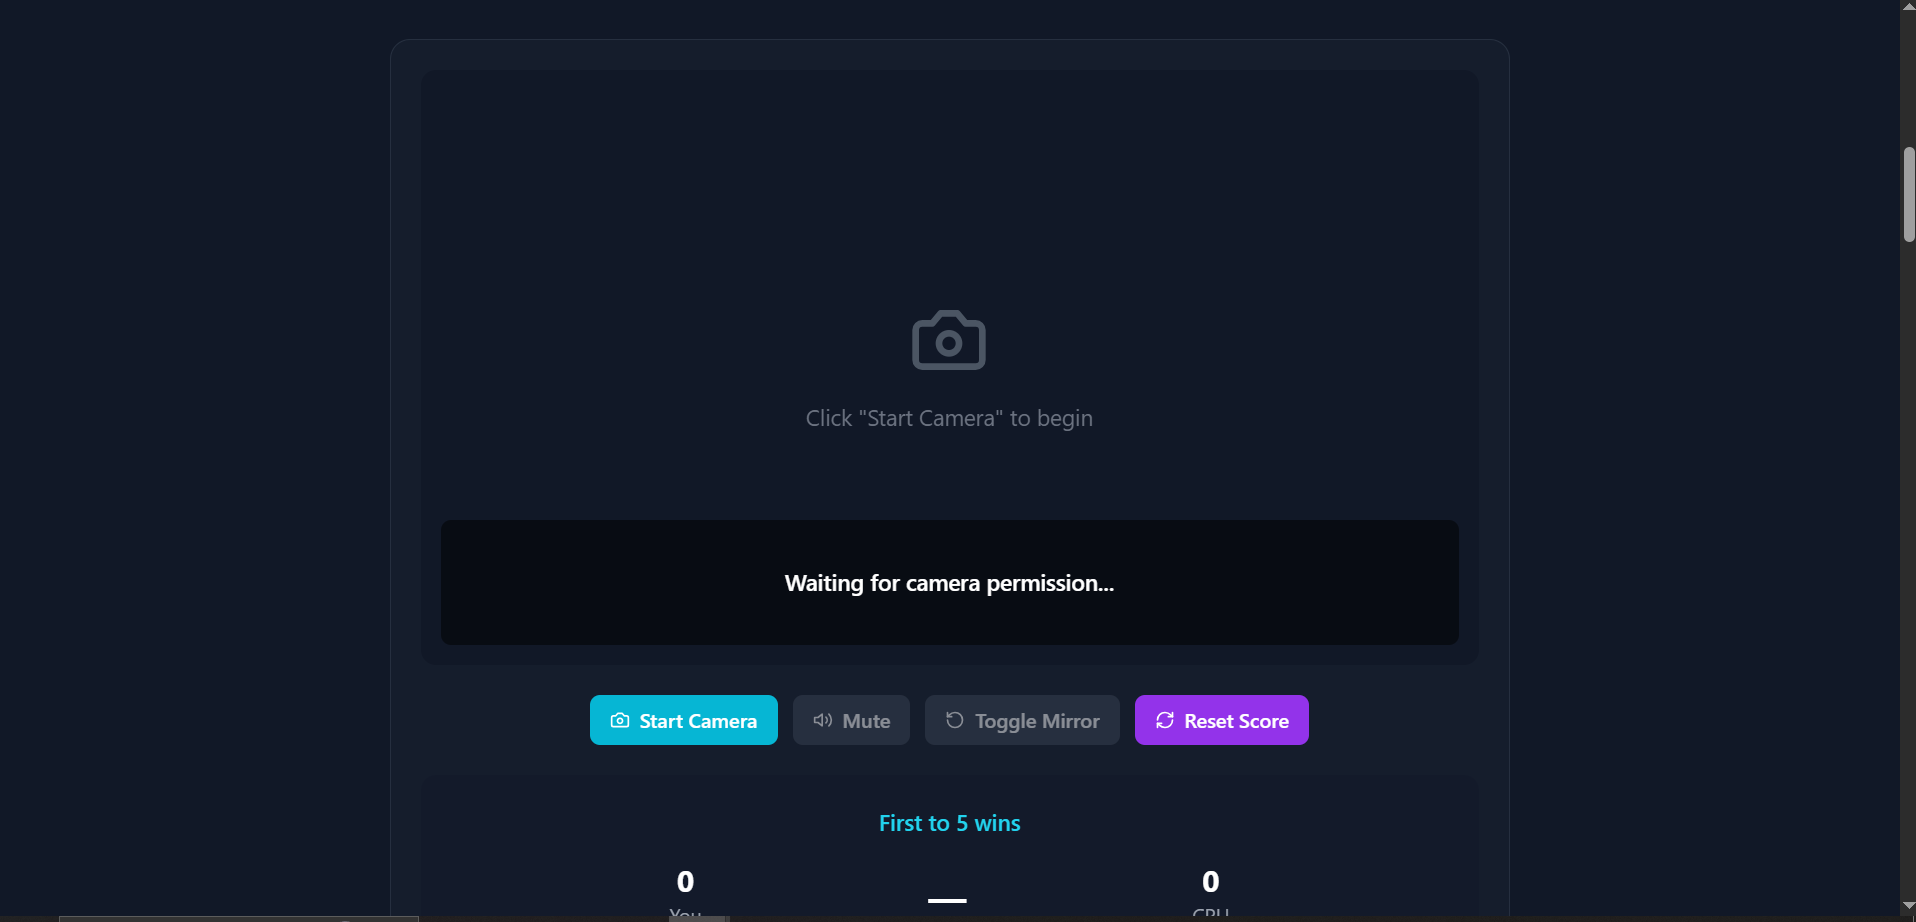 Click "Start Camera" to begin
Waiting for camera permission...
Start Camera
Mute
Toggle Mirror
Reset Score
First to 5 wins
0
—
0
You
CPU